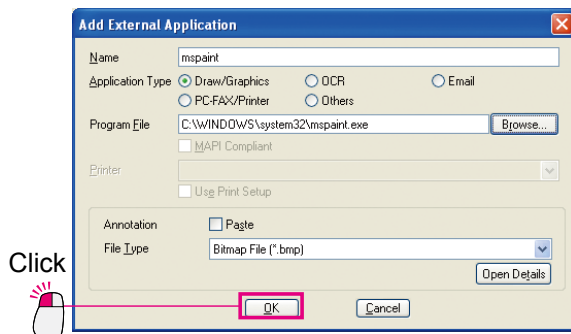 Add External Application
Name mspaint
Application Type Draw/Graphics OCR Email
PC-FAX/Printer Others
Program File C:\WINDOWS\system32\mspaint.exe Browse...
MAPI Compliant
Printer
Use Print Setup
Annotation Paste
File Type Bitmap File (*.bmp)
Click
Open Details
OK Cancel